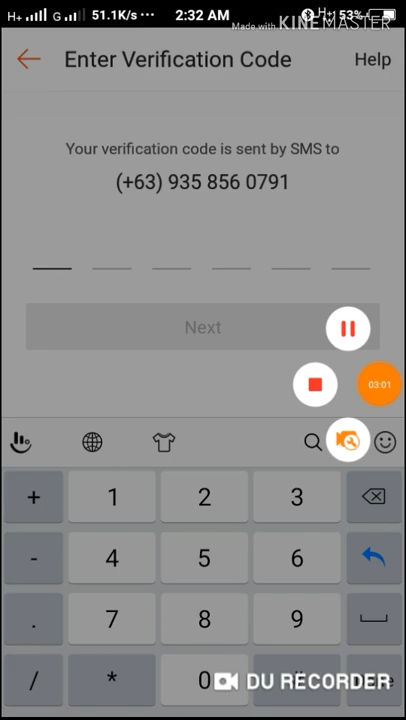 H+ G 51.1K/s ··· 2:32 AM H+ 53%
Made with KINEMASTER
Enter Verification Code Help
Your verification code is sent by SMS to
(+63) 935 856 0791
Next
03:01
+ 1 2 3
- 4 5 6
. 7 8 9
/ * 0
DU RECORDER